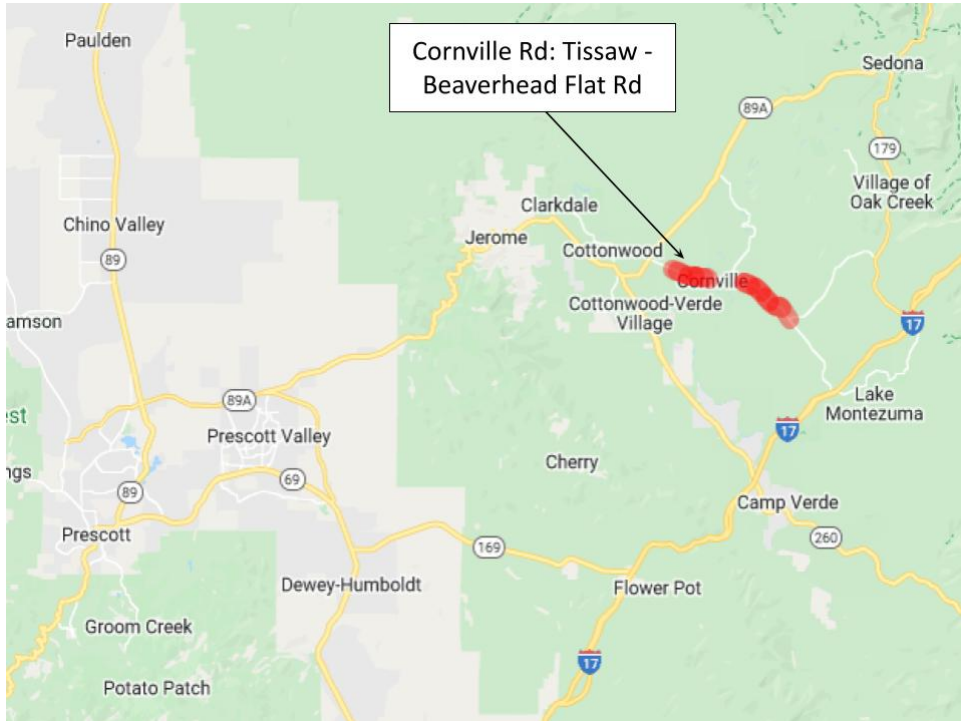 Paulden
Cornville Rd: Tissaw -
Beaverhead Flat Rd
Sedona
89A
179
Village of
Oak Creek
Clarkdale
Chino Valley
Jerome
89
Cottonwood
Cornville
Cottonwood-Verde
Village
17
amson
Lake
Montezuma
89A
est
17
Prescott Valley
Cherry
ngs
69
89
Camp Verde
Prescott
260
169
Dewey-Humboldt
Flower Pot
Groom Creek
17
Potato Patch